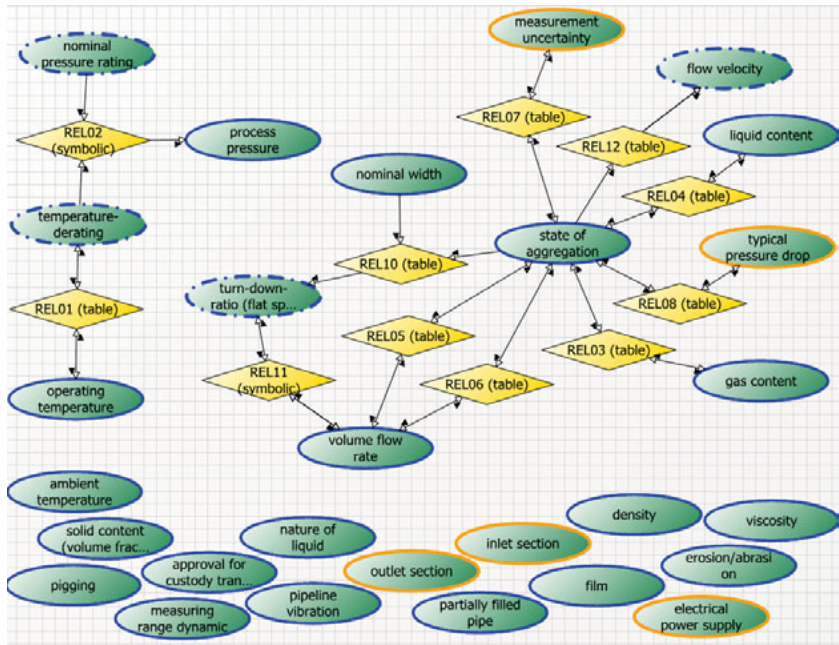 nominal
pressure rating
measurement
uncertainty
flow velocity
REL02
(symbolic)
process
pressure
REL07 (table)
REL12 (table)
liquid content
nominal width
REL04 (table)
temperature-
derating
state of
aggregation
typical
pressure drop
REL10 (table)
turn-down-
ratio (flat sp...
REL01 (table)
REL08 (table)
REL05 (table)
REL03 (table)
REL11
(symbolic)
REL06 (table)
gas content
operating
temperature
volume flow
rate
ambient
temperature
solid content
(volume frac...
nature of
liquid
density
viscosity
inlet section
approval for
custody tran...
outlet section
erosion/abrasi
on
pigging
film
measuring
range dynamic
pipeline
vibration
partially filled
pipe
electrical
power supply